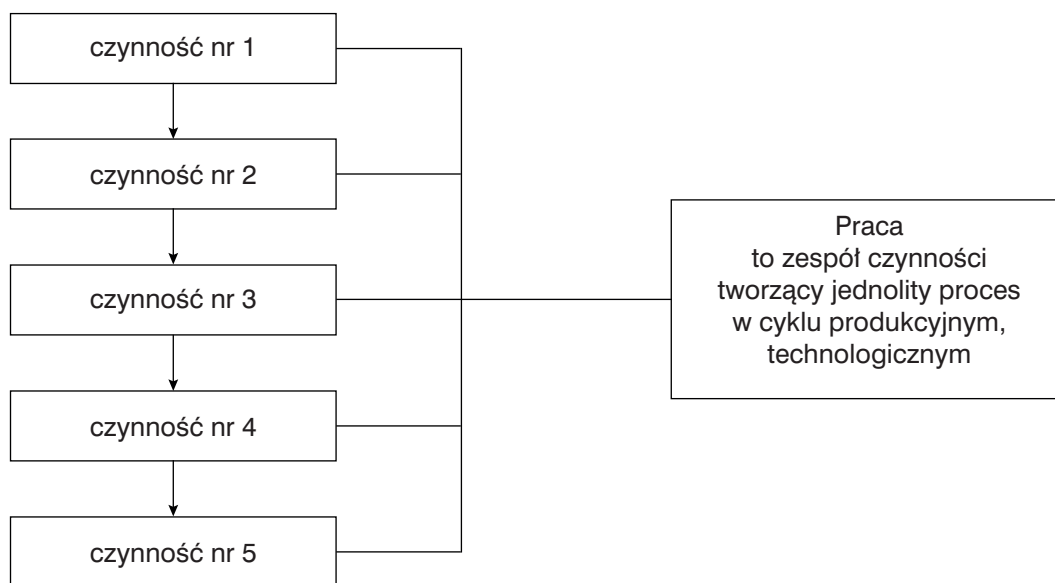 czynność nr 1
czynność nr 2
czynność nr 3
czynność nr 4
czynność nr 5
Praca
to zespół czynności
tworzący jednolity proces
w cyklu produkcyjnym,
technologicznym